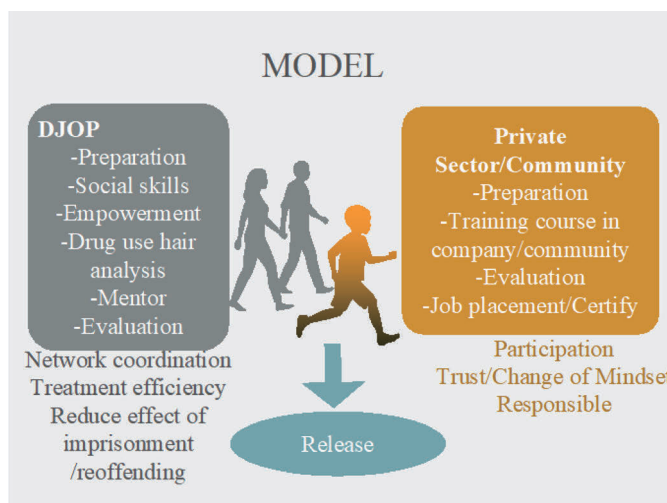 MODEL
DJOP
-Preparation
-Social skills
-Empowerment
-Drug use hair
analysis
-Mentor
-Evaluation
Network coordination
Treatment efficiency
Reduce effect of
imprisonment
/reoffending
Private
Sector/Community
-Preparation
-Training course in
company/community
-Evaluation
-Job placement/Certify
Participation
Trust/Change of Mindset
Responsible
Release